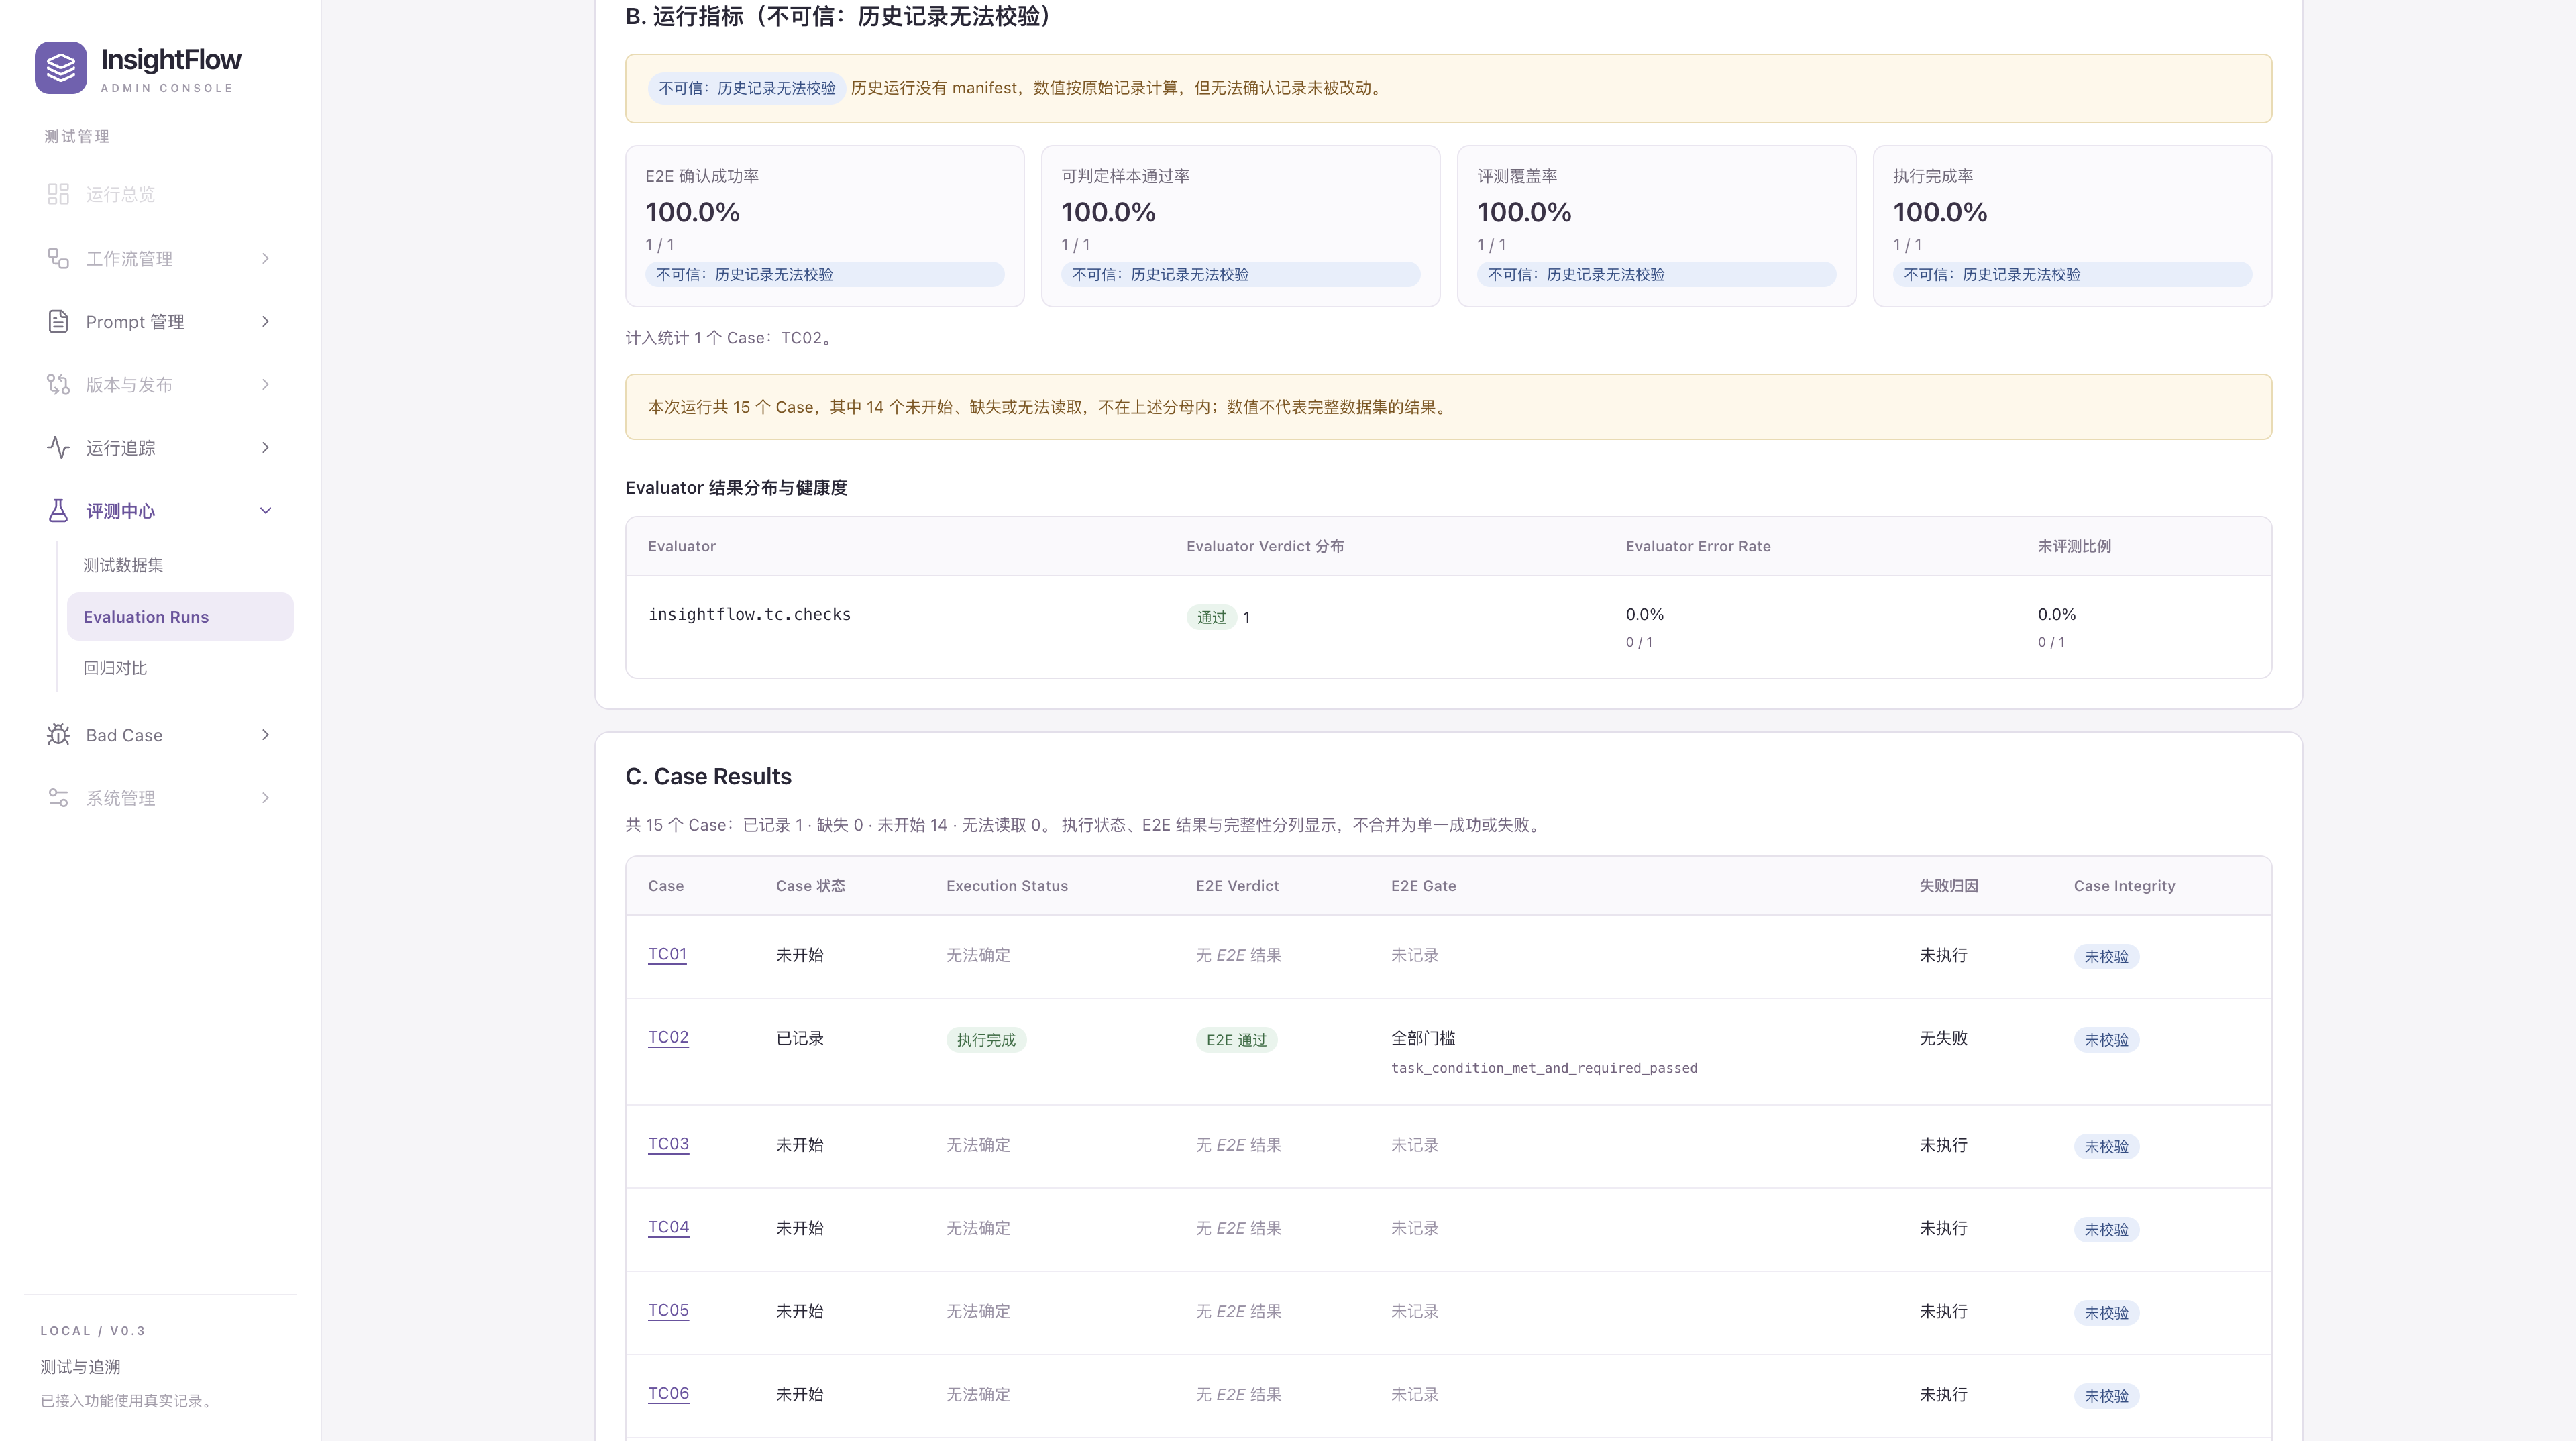 InsightFlow
ADMIN CONSOLE
测试管理
运行总览
工作流管理
Prompt 管理
版本与发布
运行追踪
评测中心
测试数据集
Evaluation Runs
回归对比
Bad Case
系统管理
LOCAL / V0.3
测试与追溯
已接入功能使用真实记录。
B. 运行指标（不可信：历史记录无法校验）
不可信：历史记录无法校验 历史运行没有 manifest，数值按原始记录计算，但无法确认记录未被改动。
E2E 确认成功率
100.0%
1 / 1
不可信：历史记录无法校验
可判定样本通过率
100.0%
1 / 1
不可信：历史记录无法校验
评测覆盖率
100.0%
1 / 1
不可信：历史记录无法校验
执行完成率
100.0%
1 / 1
不可信：历史记录无法校验
计入统计 1 个 Case：TC02。
本次运行共 15 个 Case，其中 14 个未开始、缺失或无法读取，不在上述分母内；数值不代表完整数据集的结果。
Evaluator 结果分布与健康度
Evaluator Evaluator Verdict 分布 Evaluator Error Rate 未评测比例
insightflow.tc.checks 通过 1 0.0% 0.0%
0 / 1 0 / 1
C. Case Results
共 15 个 Case：已记录 1 · 缺失 0 · 未开始 14 · 无法读取 0。 执行状态、E2E 结果与完整性分列显示，不合并为单一成功或失败。
Case Case 状态 Execution Status E2E Verdict E2E Gate 失败归因 Case Integrity
TC01 未开始 无法确定 无 E2E 结果 未记录 未执行 未校验
TC02 已记录 执行完成 E2E 通过 全部门槛 无失败 未校验
task_condition_met_and_required_passed
TC03 未开始 无法确定 无 E2E 结果 未记录 未执行 未校验
TC04 未开始 无法确定 无 E2E 结果 未记录 未执行 未校验
TC05 未开始 无法确定 无 E2E 结果 未记录 未执行 未校验
TC06 未开始 无法确定 无 E2E 结果 未记录 未执行 未校验